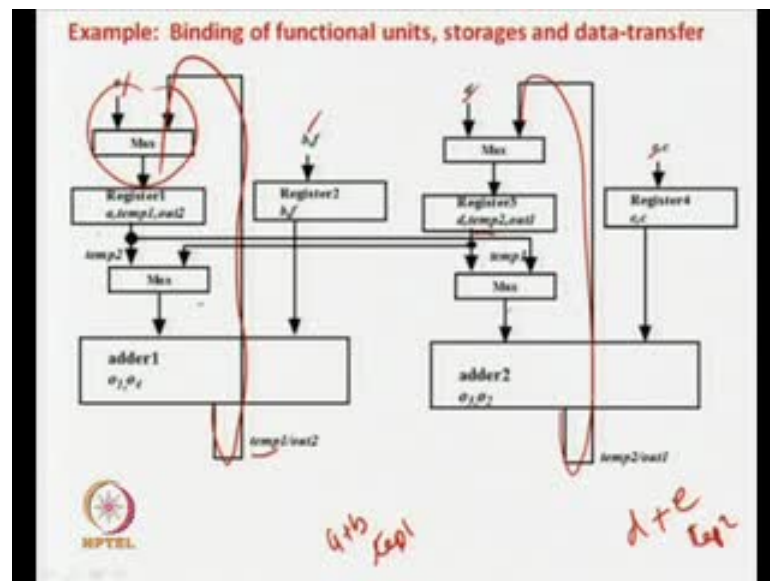 Example: Binding of functional units, storages and data-transfer
Mux
b,f
Mux
Register1
a,temp1,out2
Register2
b,f
Register3
d,temp2,out1
Register4
temp2
temp1
Mux
Mux
adder1
adder2
temp1/out2
temp2/out1
a+b
d+e
HPTEL